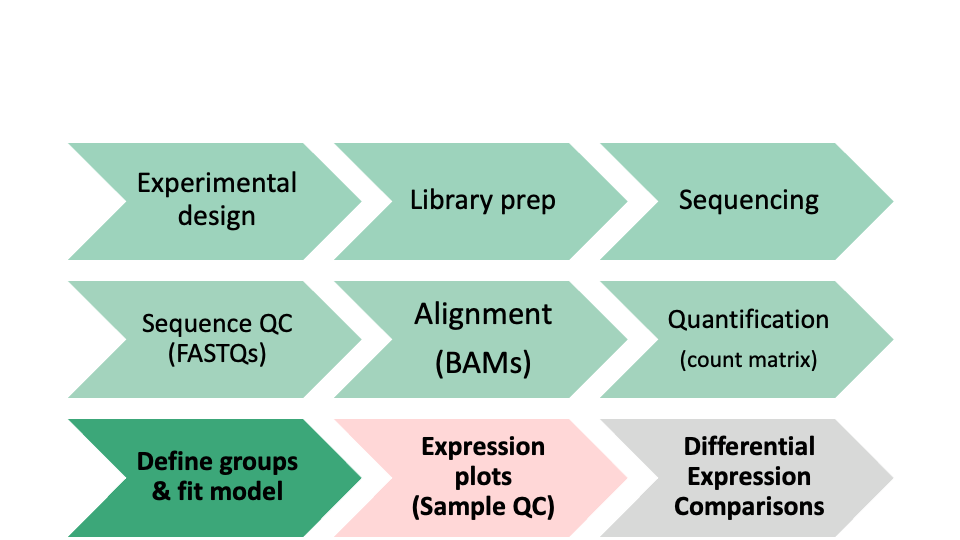 Experimental
design
Library prep
Sequencing
Sequence QC
(FASTQs)
Alignment
(BAMs)
Quantification
(count matrix)
Define groups
& fit model
Expression
plots
(Sample QC)
Differential
Expression
Comparisons